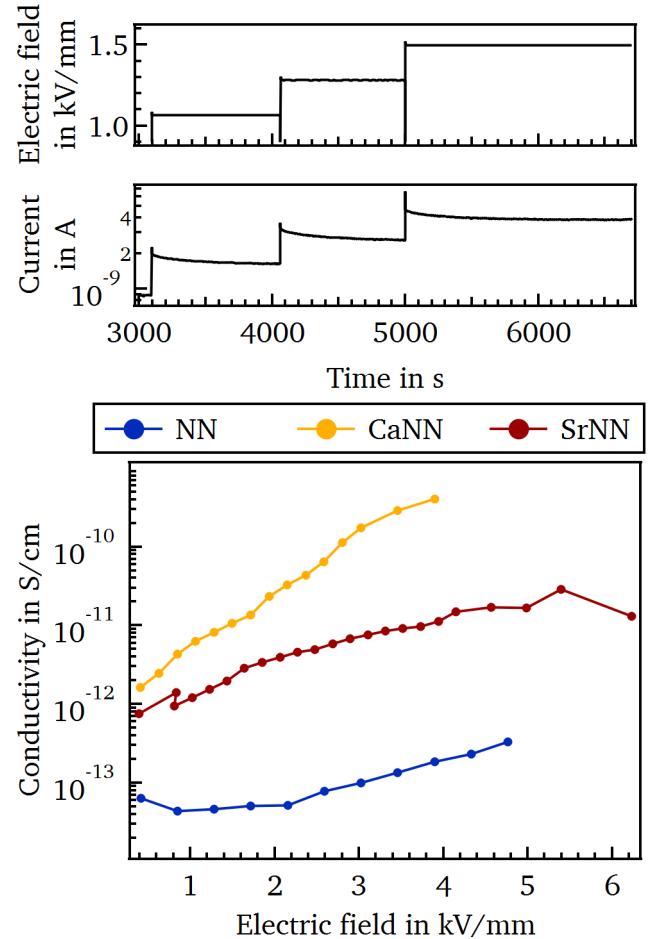 Electric field
in kV/mm
1.5
1.0
Current
in A
4
2
10-9
3000 4000 5000 6000
Time in s
NN CaNN SrNN
Conductivity in S/cm
10-10
10-11
10-12
10-13
1 2 3 4 5 6
Electric field in kV/mm